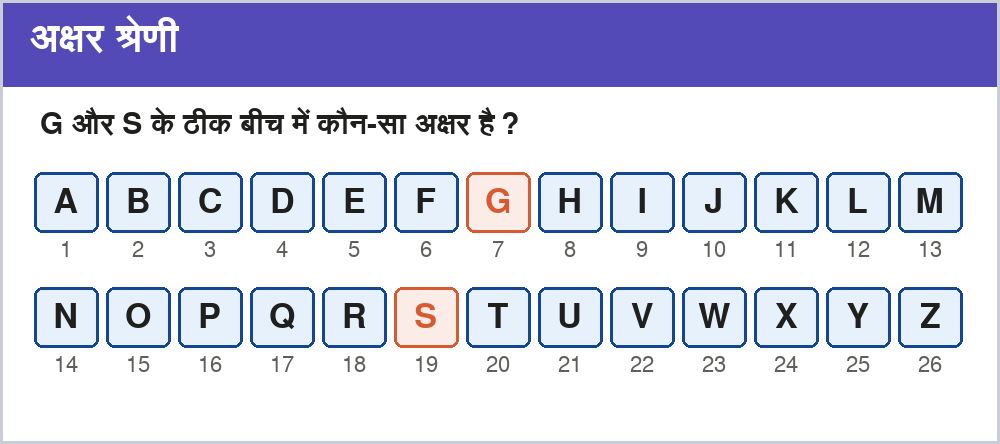 अक्षर श्रेणी
G और S के ठीक बीच में कौन-सा अक्षर है ?
A B C D E F G H I J K L M
1 2 3 4 5 6 7 8 9 10 11 12 13
N O P Q R S T U V W X Y Z
14 15 16 17 18 19 20 21 22 23 24 25 26